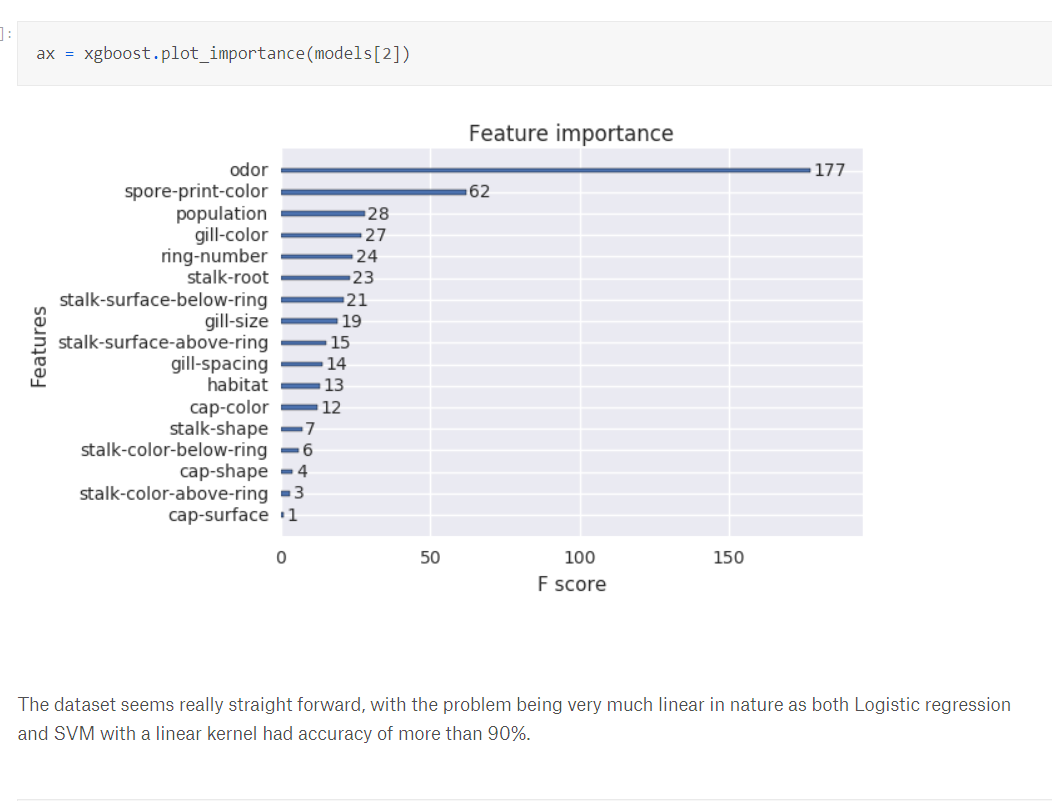 ]:
ax = xgboost.plot_importance(models[2])
Feature importance
odor 177
spore-print-color 62
population 28
gill-color 27
ring-number 24
stalk-root 23
stalk-surface-below-ring 21
gill-size 19
stalk-surface-above-ring 15
gill-spacing 14
habitat 13
cap-color 12
stalk-shape 7
stalk-color-below-ring 6
cap-shape 4
stalk-color-above-ring 3
cap-surface 1
Features
0 50 100 150
F score
The dataset seems really straight forward, with the problem being very much linear in nature as both Logistic regression
and SVM with a linear kernel had accuracy of more than 90%.